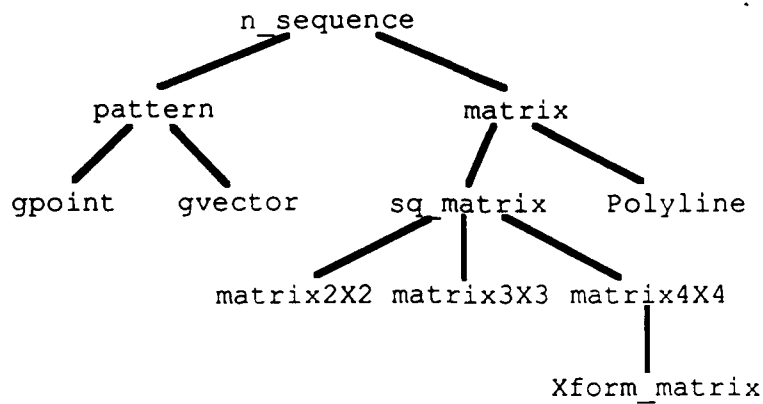 n_sequence
pattern matrix
gpoint gvector sq_matrix Polyline
matrix2X2 matrix3X3 matrix4X4
Xform_matrix